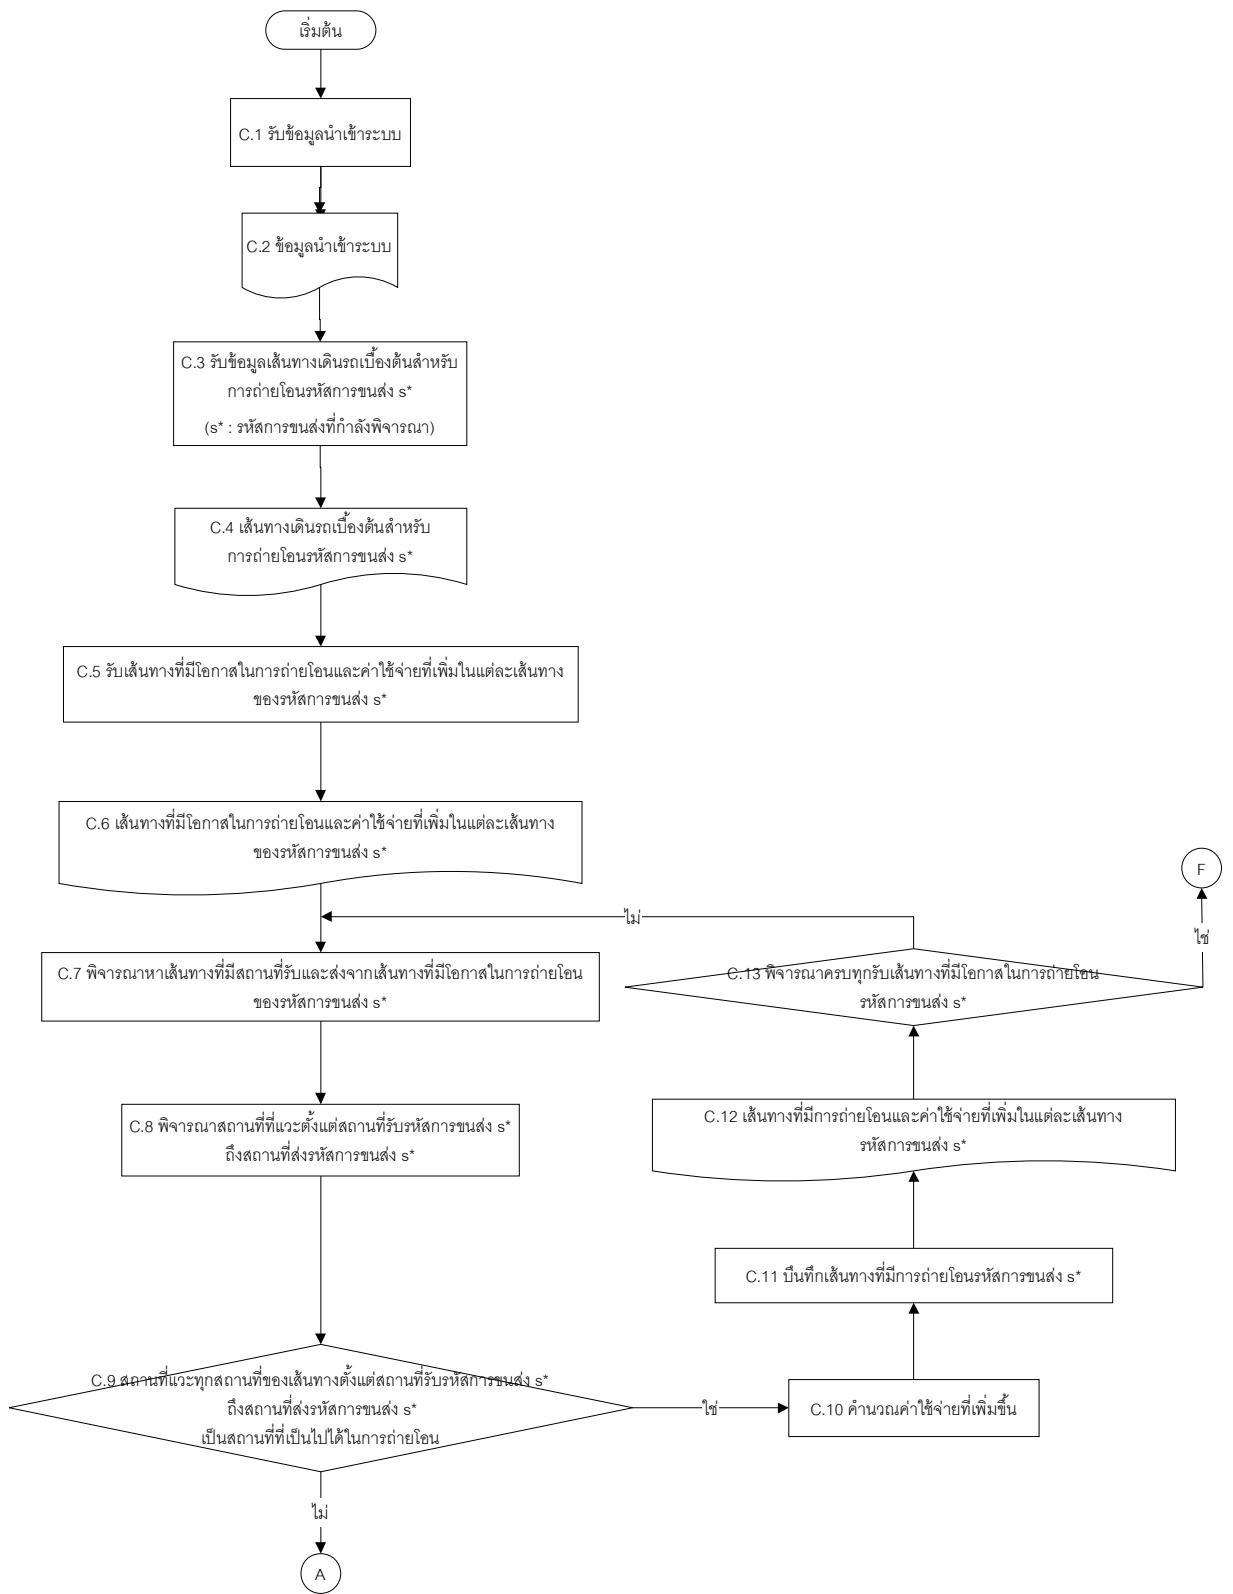 เริ่มต้น
C.1 รับข้อมูลนำเข้าระบบ
C.2 ข้อมูลนำเข้าระบบ
C.3 รับข้อมูลเส้นทางเดินรถเบื้องต้นสำหรับ
การถ่ายโอนรหัสการขนส่ง s*
(s* : รหัสการขนส่งที่กำลังพิจารณา)
C.4 เส้นทางเดินรถเบื้องต้นสำหรับ
การถ่ายโอนรหัสการขนส่ง s*
C.5 รับเส้นทางที่มีโอกาสในการถ่ายโอนและค่าใช้จ่ายที่เพิ่มในแต่ละเส้นทาง
ของรหัสการขนส่ง s*
C.6 เส้นทางที่มีโอกาสในการถ่ายโอนและค่าใช้จ่ายที่เพิ่มในแต่ละเส้นทาง
ของรหัสการขนส่ง s*
C.7 พิจารณาหาเส้นทางที่มีสถานที่รับและส่งจากเส้นทางที่มีโอกาสในการถ่ายโอน
ของรหัสการขนส่ง s*
C.8 พิจารณาสถานที่ที่แวะตั้งแต่สถานที่รับรหัสการขนส่ง s*
ถึงสถานที่ส่งรหัสการขนส่ง s*
C.9 สถานที่แวะทุกสถานที่ของเส้นทางตั้งแต่สถานที่รับรหัสการขนส่ง s*
ถึงสถานที่ส่งรหัสการขนส่ง s*
เป็นสถานที่ที่เป็นไปได้ในการถ่ายโอน
ไม่
A
ใช่
C.10 คำนวณค่าใช้จ่ายที่เพิ่มขึ้น
C.11 บึนทึกเส้นทางที่มีการถ่ายโอนรหัสการขนส่ง s*
C.12 เส้นทางที่มีการถ่ายโอนและค่าใช้จ่ายที่เพิ่มในแต่ละเส้นทาง
รหัสการขนส่ง s*
C.13 พิจารณาครบทุกรับเส้นทางที่มีโอกาสในการถ่ายโอน
รหัสการขนส่ง s*
ไม่
ใช่
F